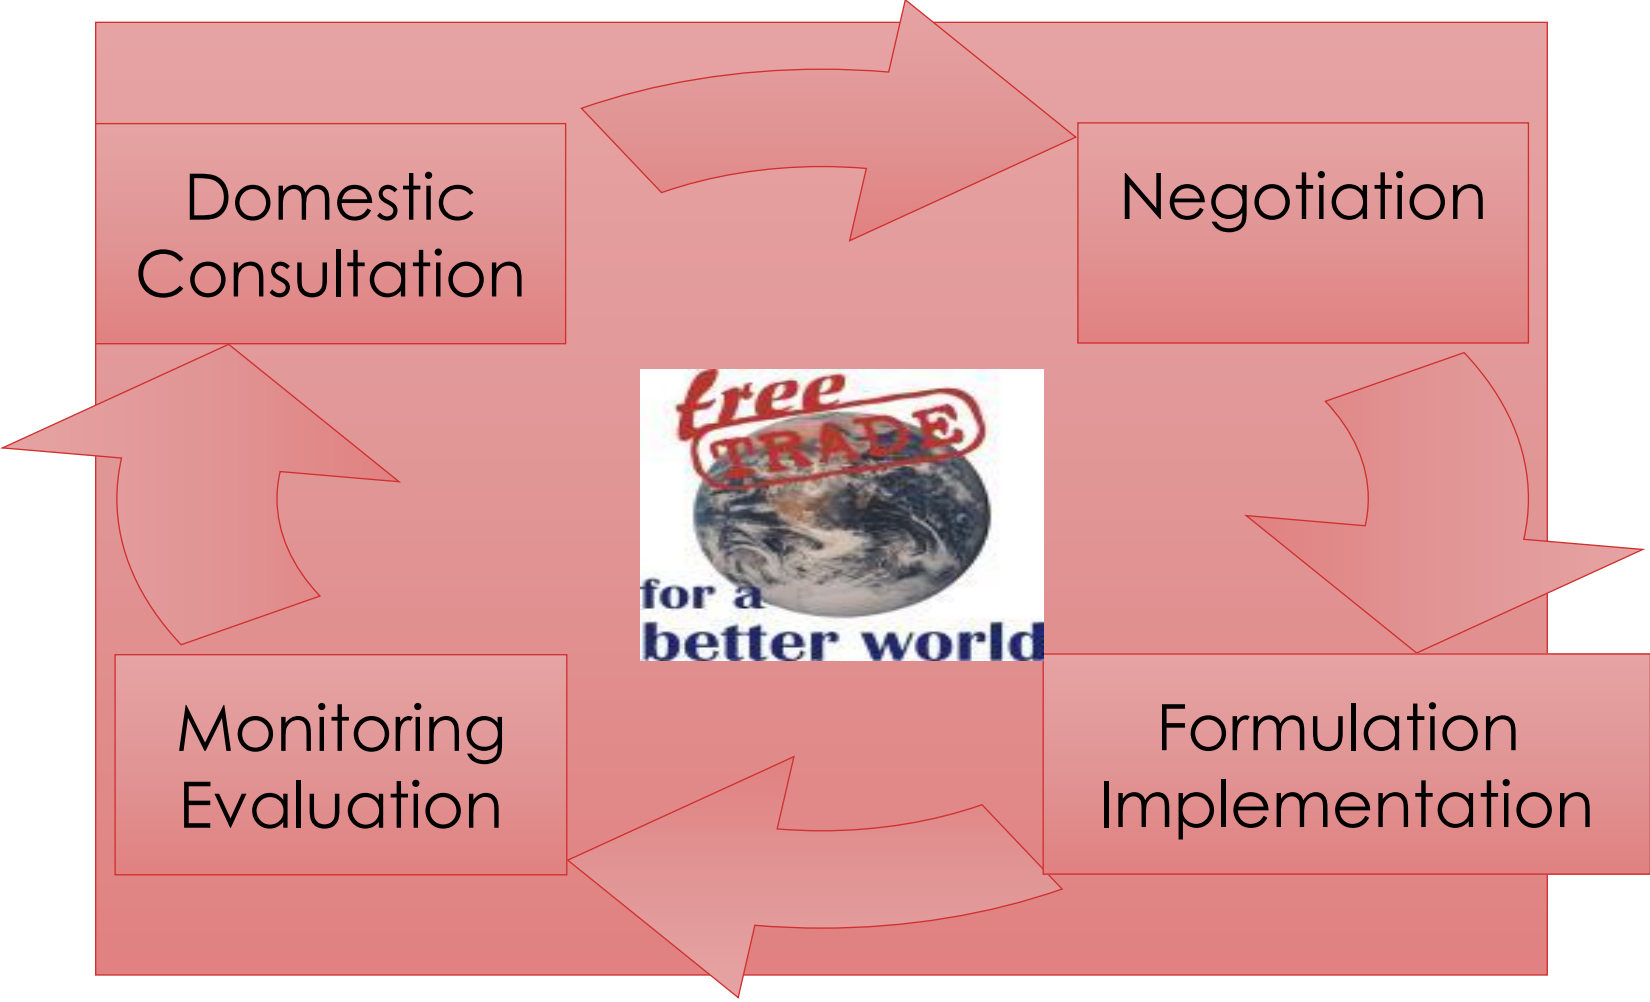 Domestic
Consultation
Negotiation
free
TRADE
for a
better world
Monitoring
Evaluation
Formulation
Implementation